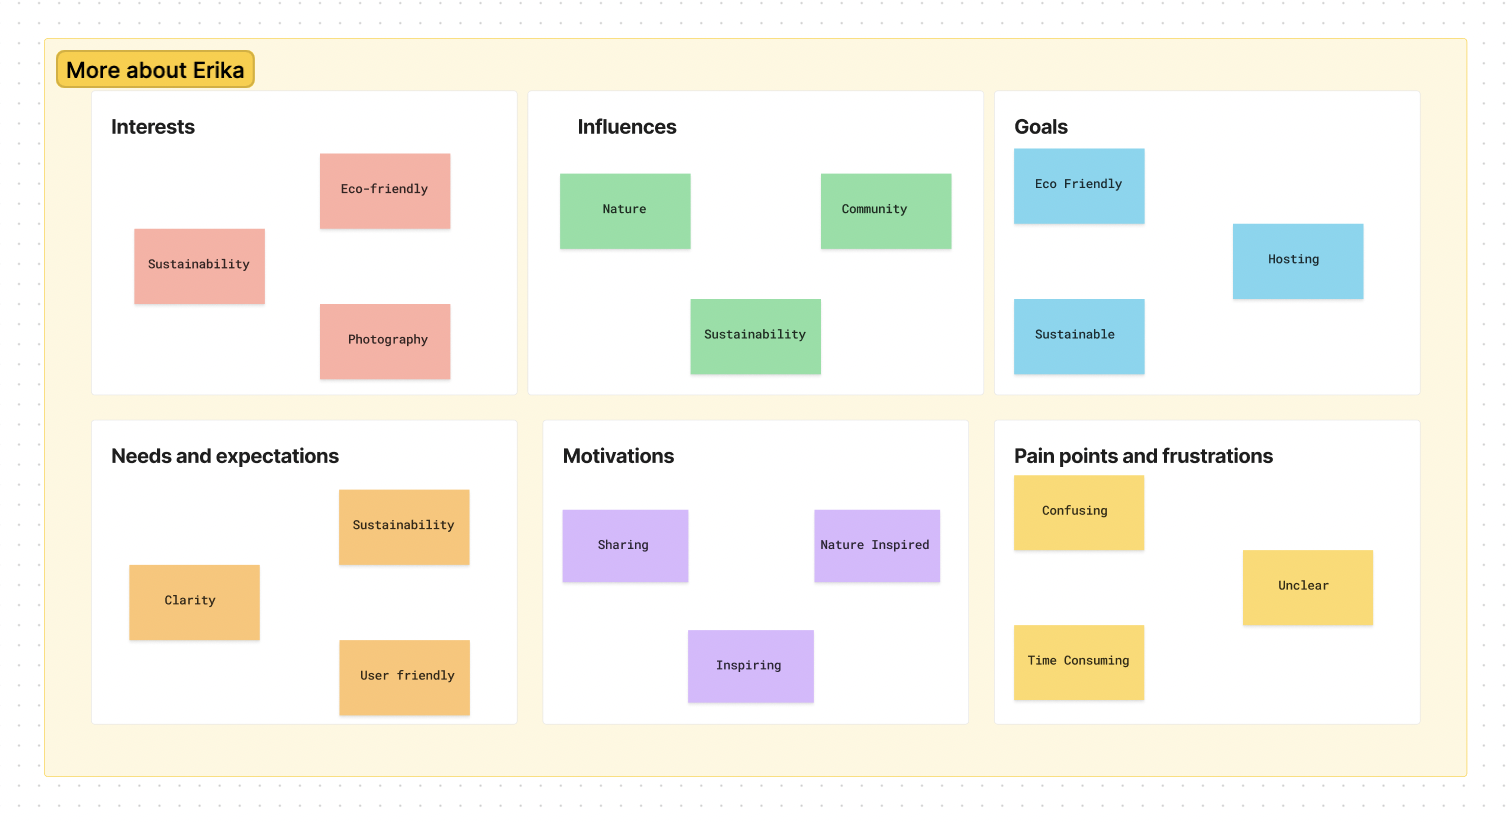 More about Erika
Interests
Eco-friendly
Sustainability
Photography
Influences
Nature
Community
Sustainability
Goals
Eco Friendly
Hosting
Sustainable
Needs and expectations
Sustainability
Clarity
User friendly
Motivations
Sharing
Nature Inspired
Inspiring
Pain points and frustrations
Confusing
Unclear
Time Consuming